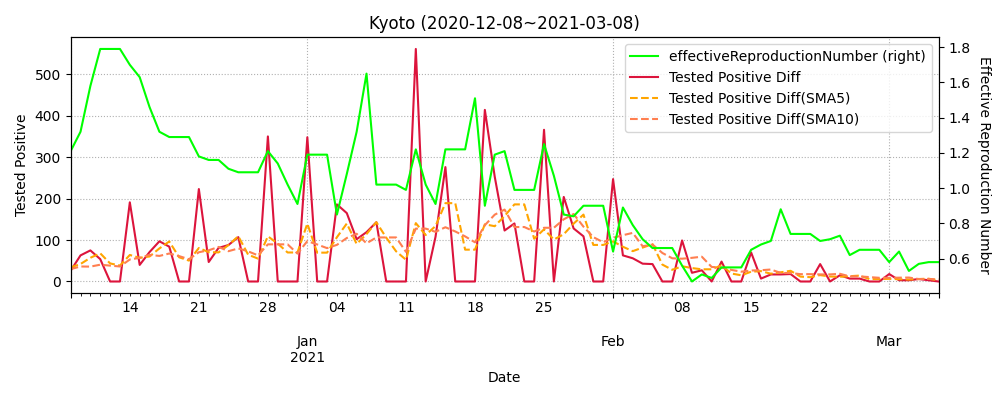 Kyoto (2020-12-08~2021-03-08)
effectiveReproductionNumber (right)
Tested Positive Diff
Tested Positive Diff(SMA5)
Tested Positive Diff(SMA10)
Tested Positive
500
400
300
200
100
0
Effective Reproduction Number
1.8
1.6
1.4
1.2
1.0
0.8
0.6
14 21 28 04 11 18 25 08 15 22
Jan Feb Mar
2021
Date